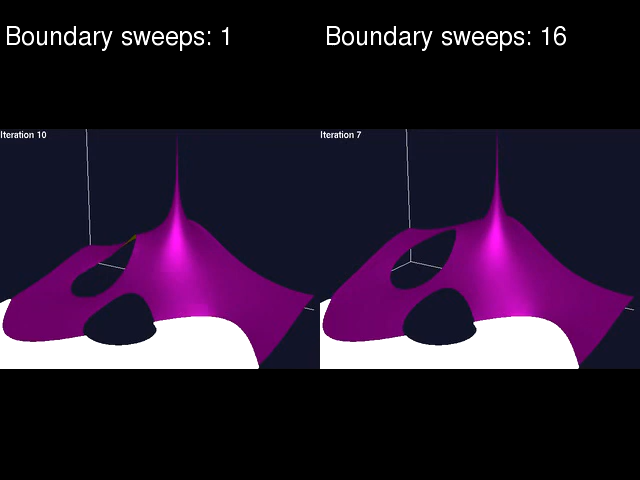 Boundary sweeps: 1
Boundary sweeps: 16
Iteration 10
Iteration 7